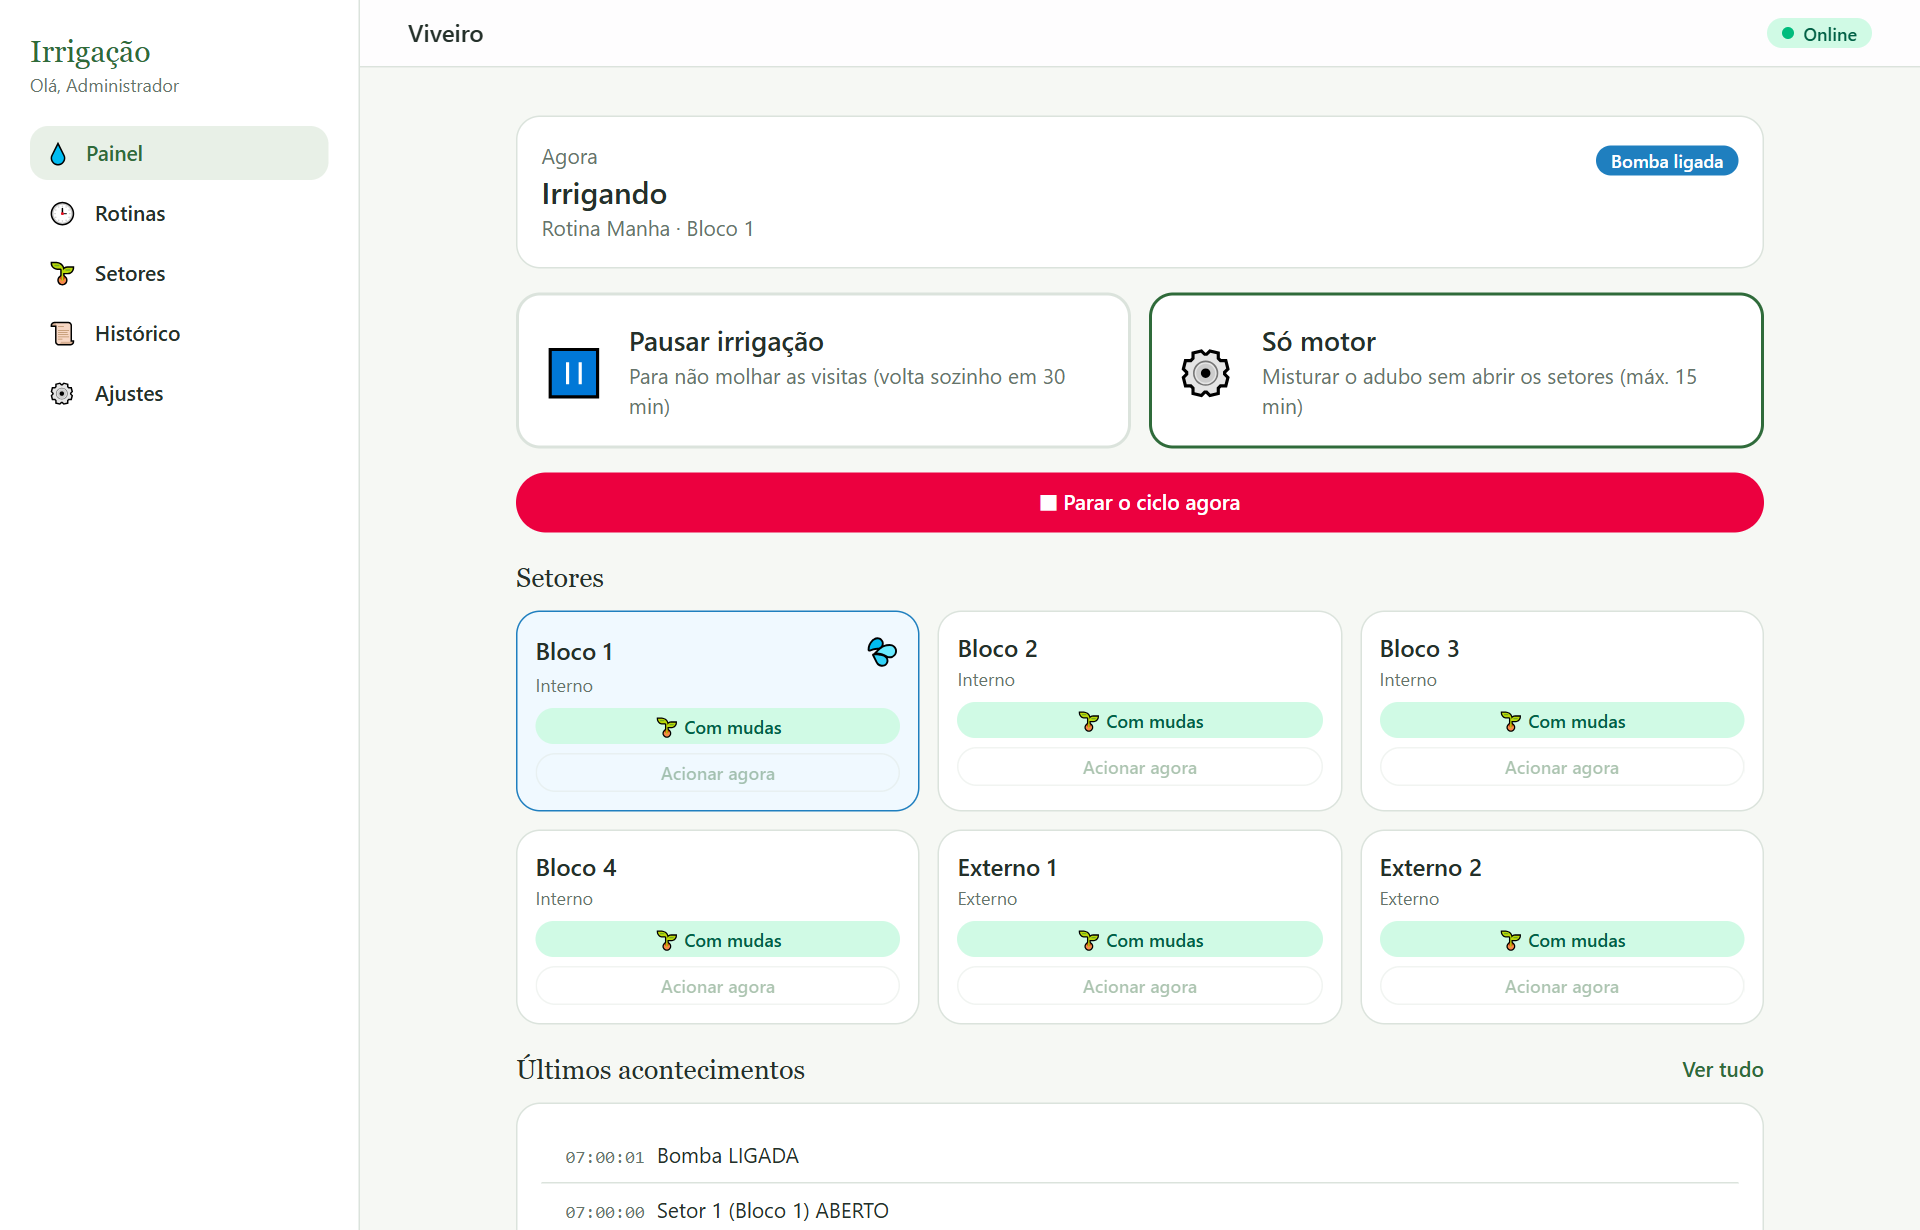 Irrigação
Olá, Administrador
Painel
Rotinas
Setores
Histórico
Ajustes
Viveiro
Online
Agora
Irrigando
Rotina Manha · Bloco 1
Bomba ligada
Pausar irrigação
Para não molhar as visitas (volta sozinho em 30
min)
Só motor
Misturar o adubo sem abrir os setores (máx. 15
min)
Parar o ciclo agora
Setores
Bloco 1
Interno
Com mudas
Acionar agora
Bloco 2
Interno
Com mudas
Acionar agora
Bloco 3
Interno
Com mudas
Acionar agora
Bloco 4
Interno
Com mudas
Acionar agora
Externo 1
Externo
Com mudas
Acionar agora
Externo 2
Externo
Com mudas
Acionar agora
Últimos acontecimentos
Ver tudo
07:00:01 Bomba LIGADA
07:00:00 Setor 1 (Bloco 1) ABERTO